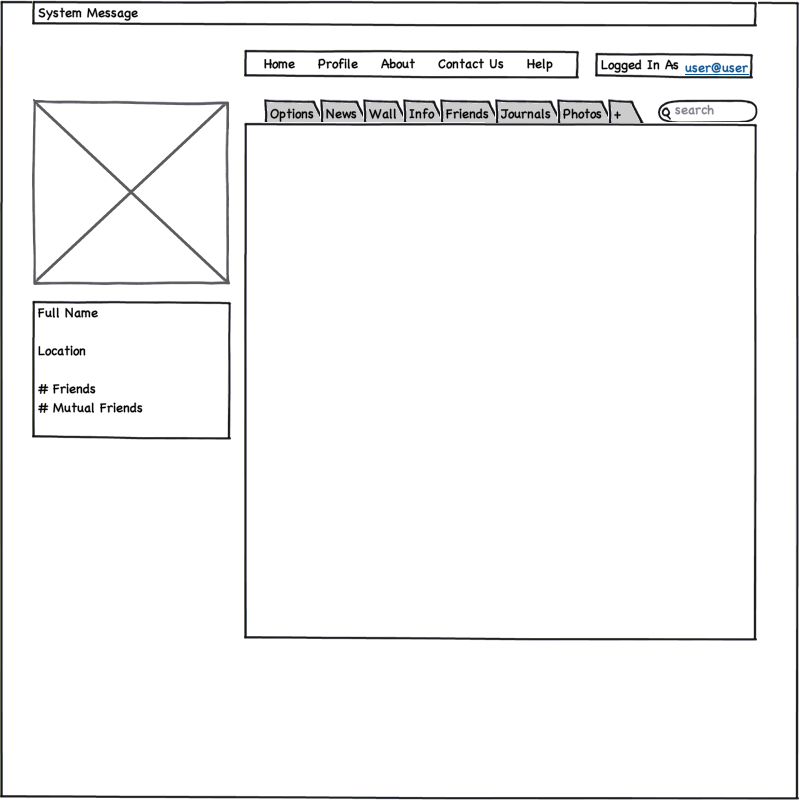 System Message
Home Profile About Contact Us Help
Logged In As user@user
Options News Wall Info Friends Journals Photos +
search
Full Name
Location
# Friends
# Mutual Friends